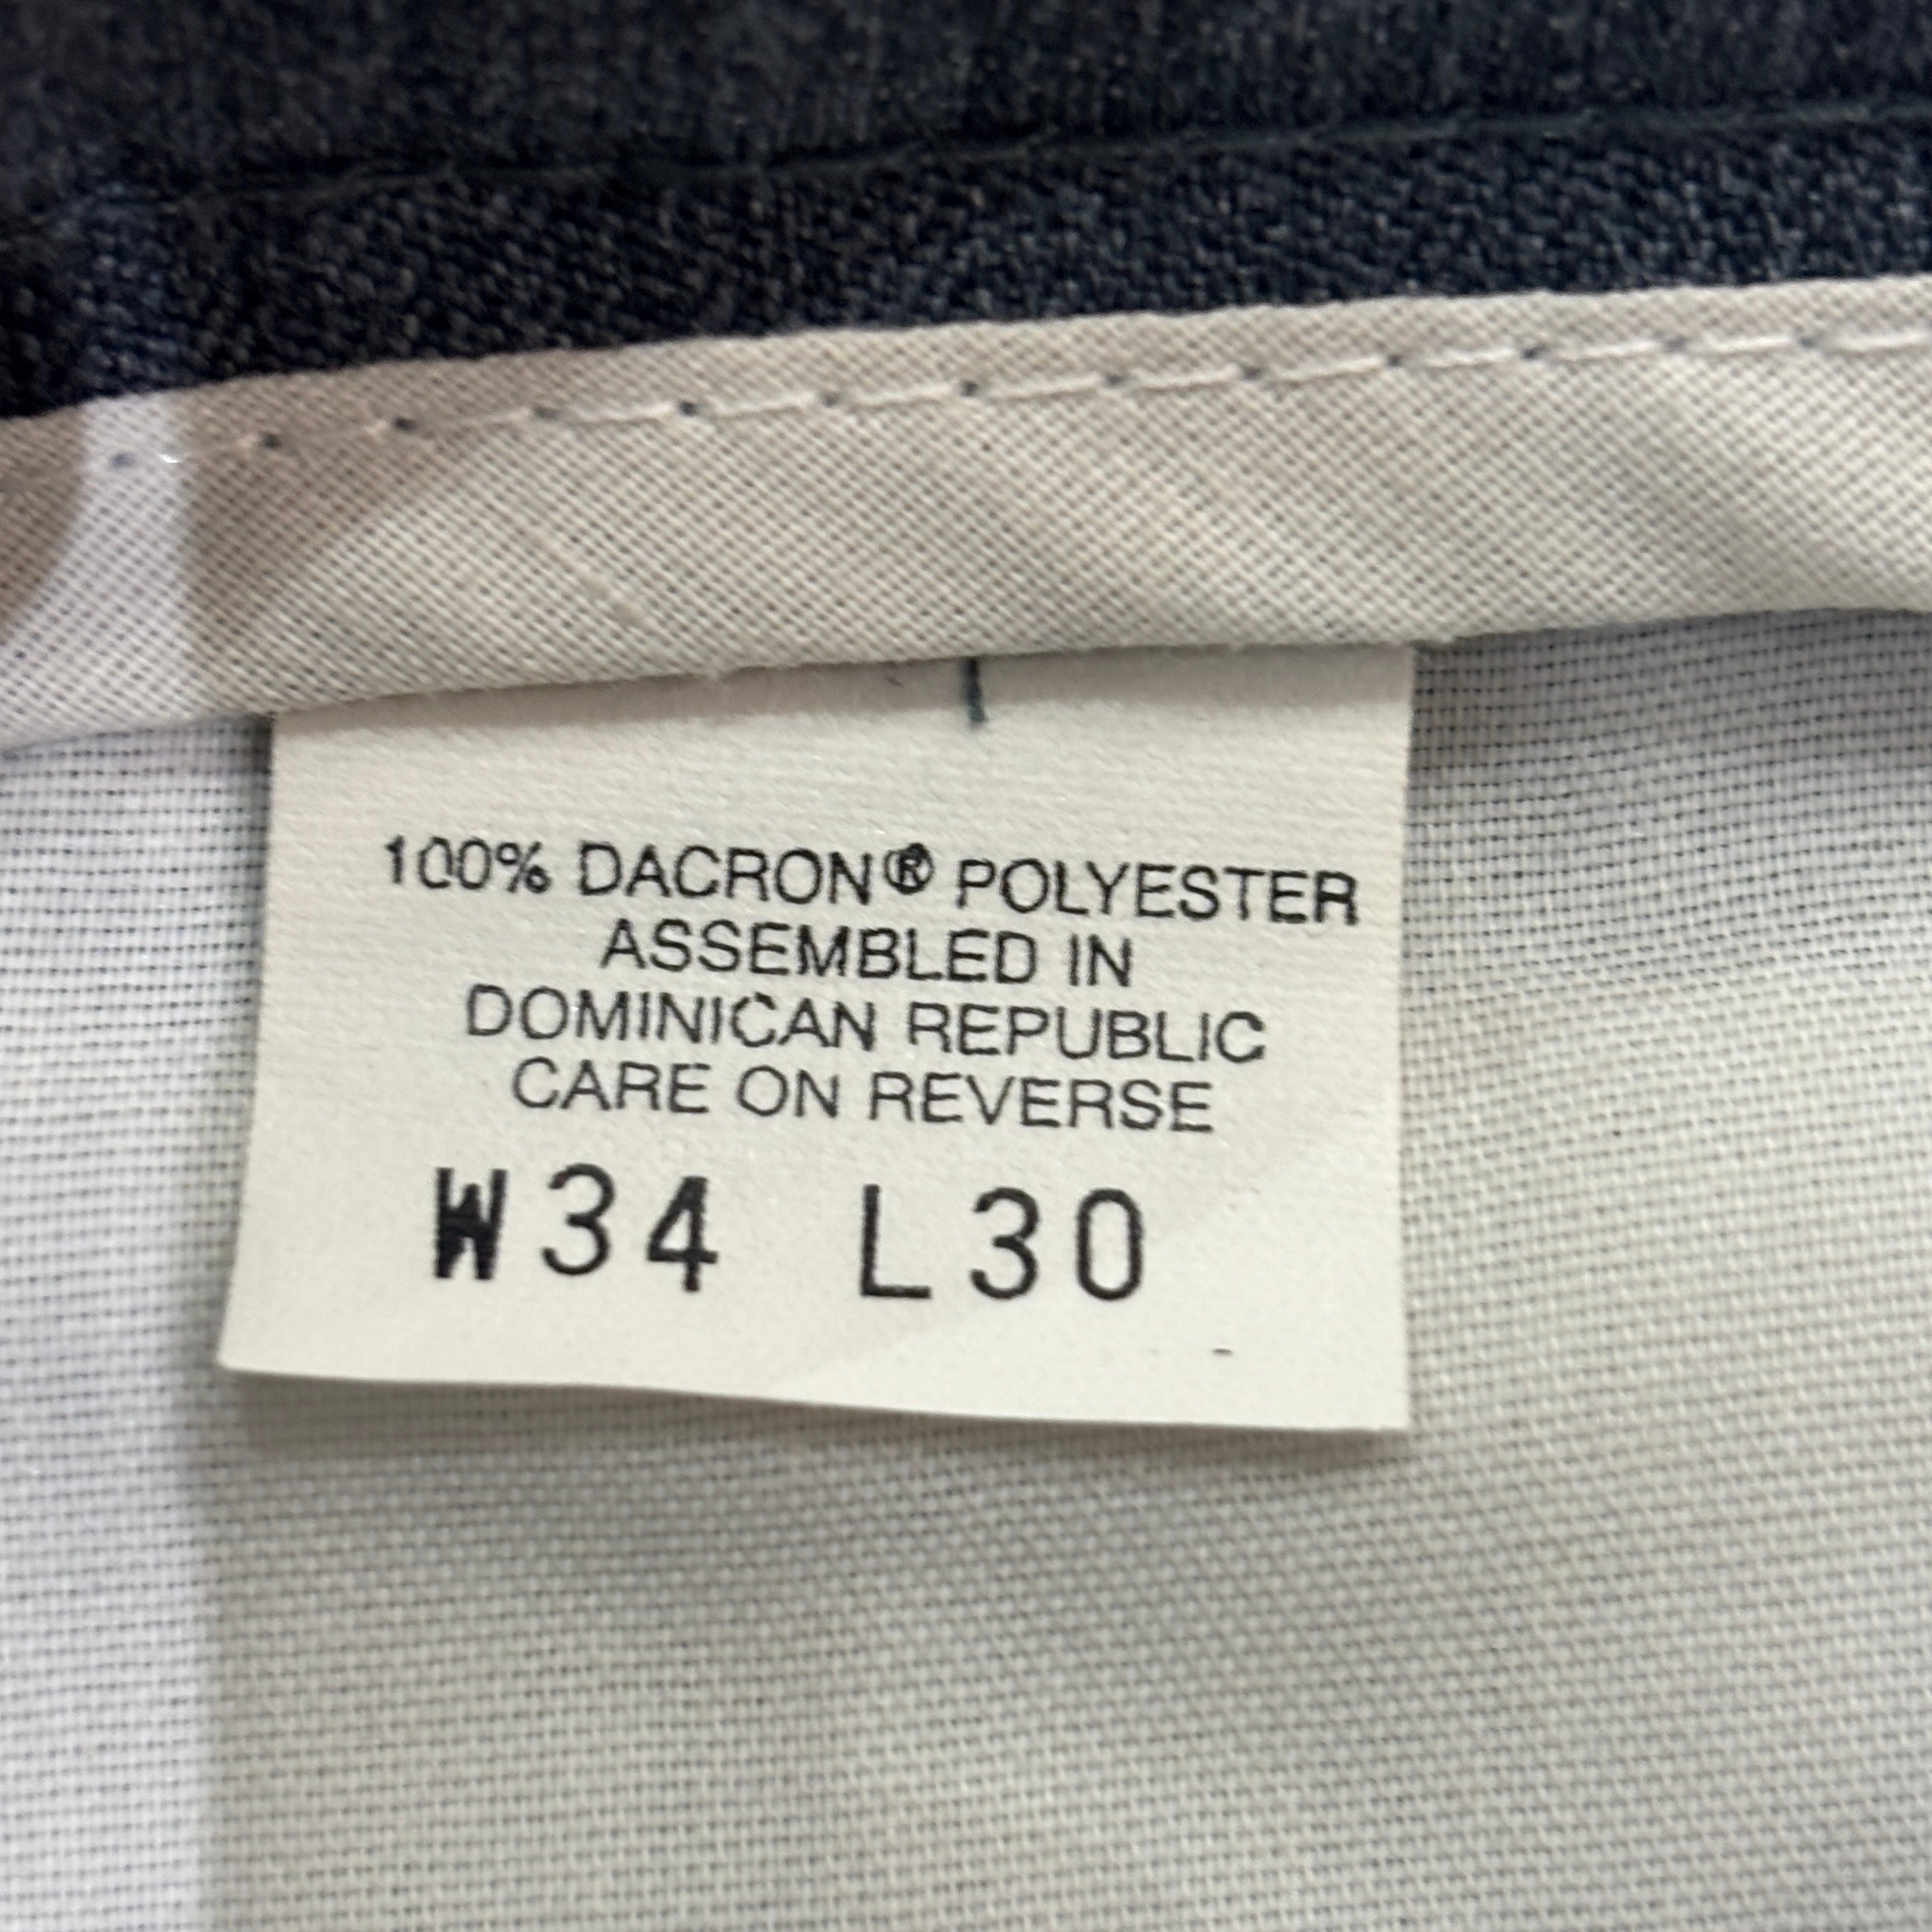 100% DACRON® POLYESTER
ASSEMBLED IN
DOMINICAN REPUBLIC
CARE ON REVERSE
W34 L30